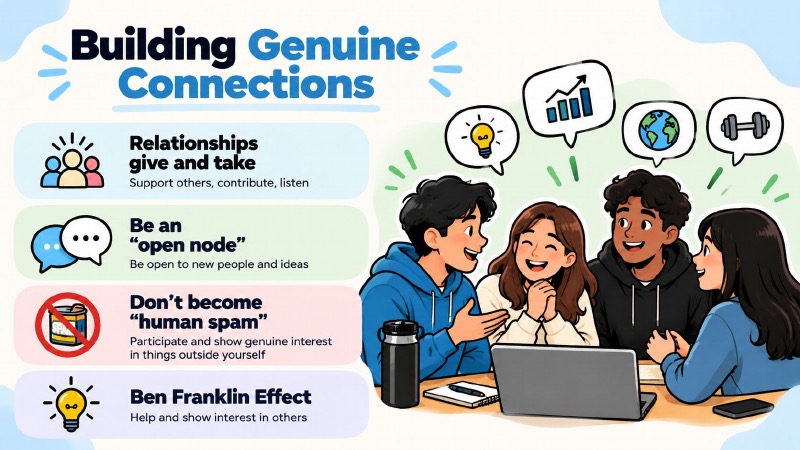 Building Genuine
Connections
Relationships
give and take
Support others, contribute, listen
Be an
“open node”
Be open to new people and ideas
Don’t become
“human spam”
Participate and show genuine interest
in things outside yourself
Ben Franklin Effect
Help and show interest in others